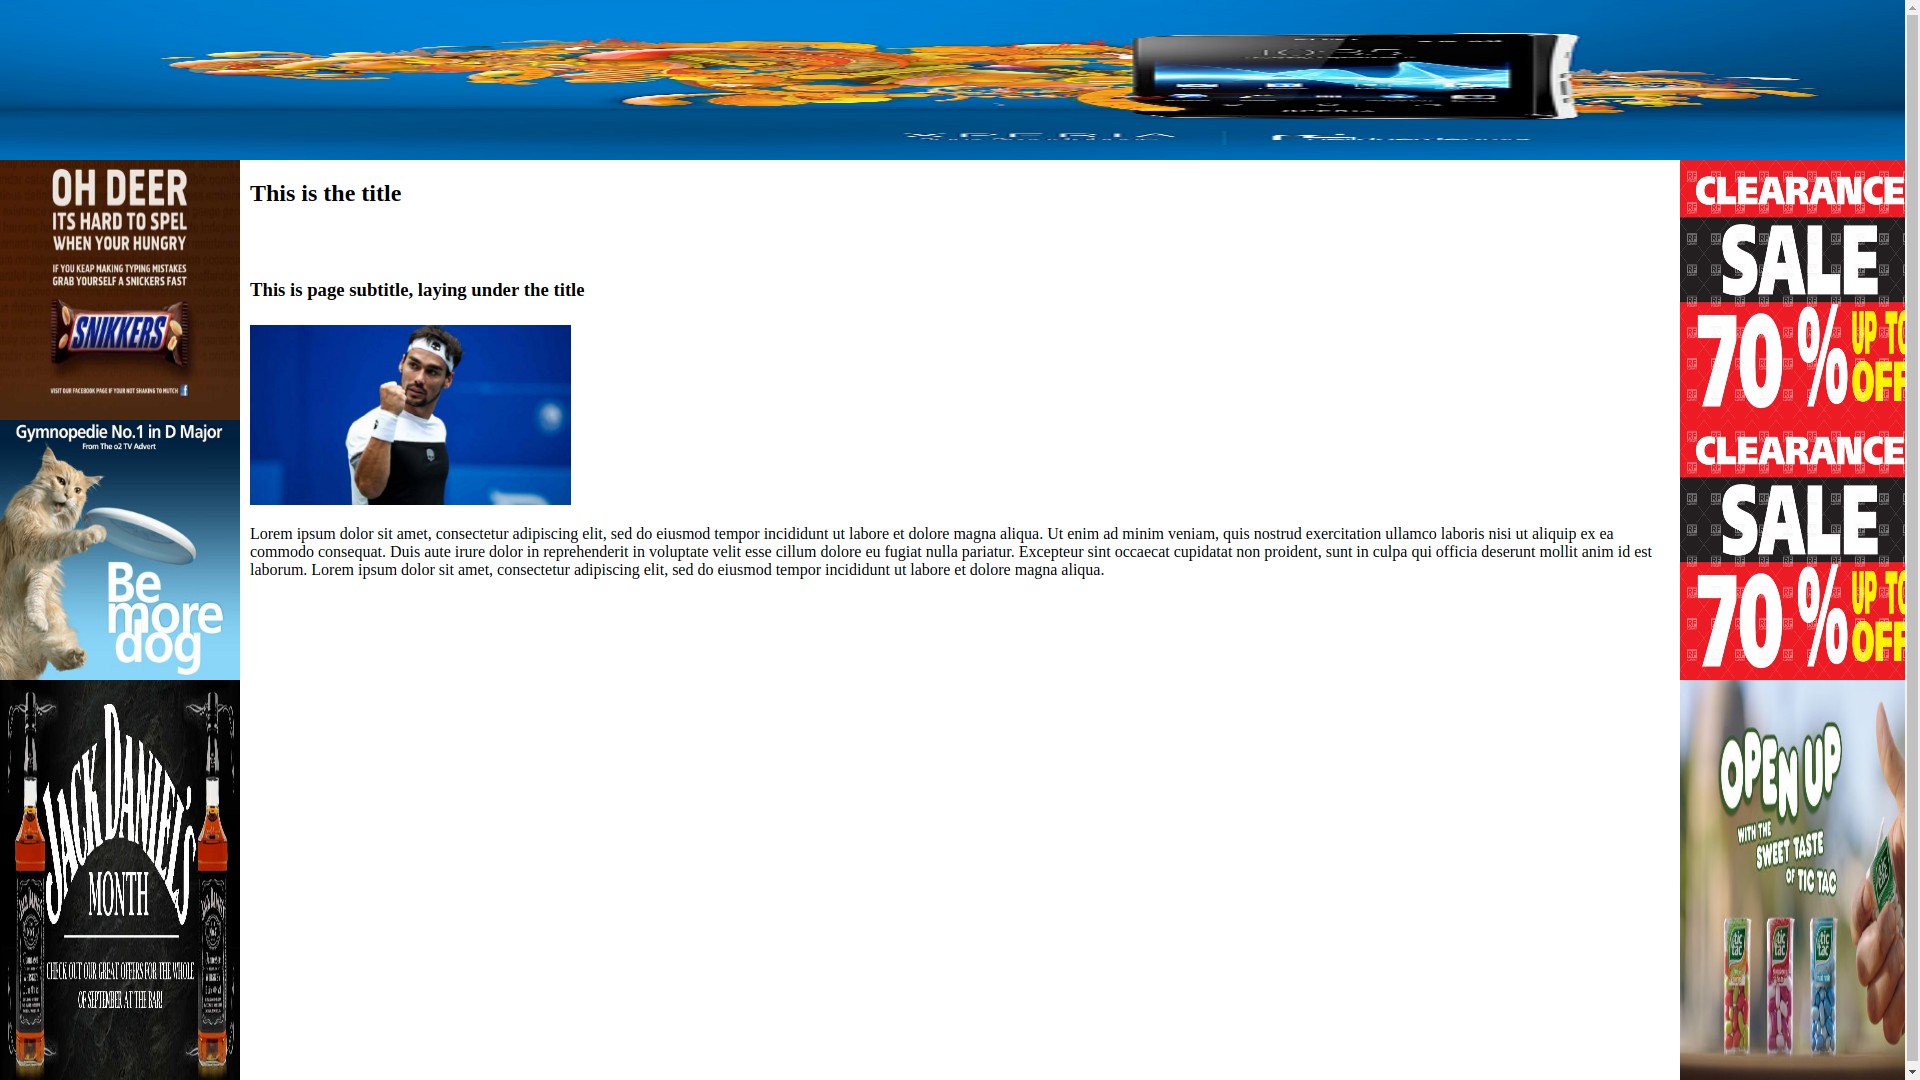 XPERIA
OH DEER
ITS HARD TO SPEL
WHEN YOUR HUNGRY
IF YOU KEAP MAKING TYPING MISTAKES
GRAB YOURSELF A SNICKERS FAST
SNIKKERS
VISIT OUR FACEBOOK PAGE IF YOUR NOT SHAKING TO MUTCH
Gymnopedie No.1 in D Major
From The o2 TV Advert
Be
more
dog
JACK DANIEL'S
MONTH
CHECK OUT OUR GREAT OFFERS FOR THE WHOLE
OF SEPTEMBER AT THE BAR!
This is the title
This is page subtitle, laying under the title
Lorem ipsum dolor sit amet, consectetur adipiscing elit, sed do eiusmod tempor incididunt ut labore et dolore magna aliqua. Ut enim ad minim veniam, quis nostrud exercitation ullamco laboris nisi ut aliquip ex ea
commodo consequat. Duis aute irure dolor in reprehenderit in voluptate velit esse cillum dolore eu fugiat nulla pariatur. Excepteur sint occaecat cupidatat non proident, sunt in culpa qui officia deserunt mollit anim id est
laborum. Lorem ipsum dolor sit amet, consectetur adipiscing elit, sed do eiusmod tempor incididunt ut labore et dolore magna aliqua.
CLEARANCE
SALE
70% UP TO
OFF
CLEARANCE
SALE
70% UP TO
OFF
OPEN UP
WITH THE
SWEET TASTE
OF TIC TAC
tic tac
tic tac
tic tac